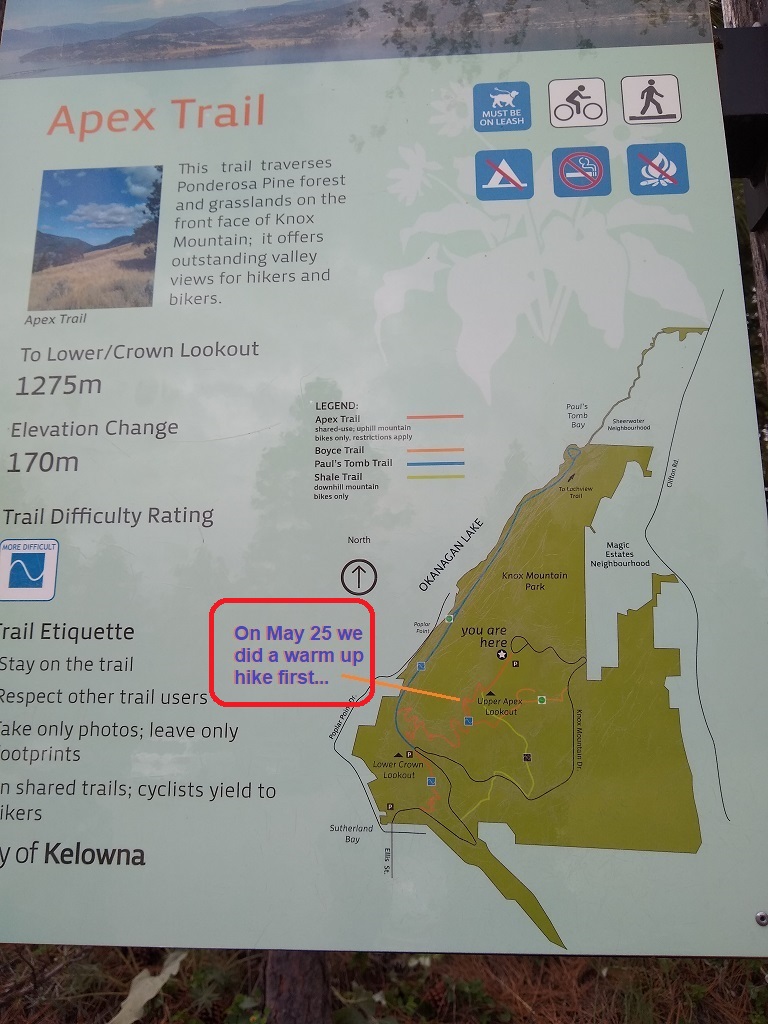 Apex Trail
MUST BE
ON LEASH
This trail traverses
Ponderosa Pine forest
and grasslands on the
front face of Knox
Mountain; it offers
outstanding valley
views for hikers and
bikers.
Apex Trail
To Lower/Crown Lookout
1275m
Elevation Change
170m
Trail Difficulty Rating
MORE DIFFICULT
Trail Etiquette
Stay on the trail
Respect other trail users
Take only photos; leave only
footprints
n shared trails; cyclists yield to
ikers
y of Kelowna
LEGEND:
Apex Trail
shared-use; uphill mountain
bikes only, restrictions apply
Boyce Trail
Paul's Tomb Trail
Shale Trail
downhill mountain
bikes only
North
On May 25 we
did a warm up
hike first...
Paul's
Tomb
Bay
Sheerwater
Neighbourhood
Clifton Rd
To Lochview
Trail
OKANAGAN LAKE
Magic
Estates
Neighbourhood
Knox Mountain
Park
Poplar
Point
you are
here
P
Upper Apex
Lookout
Knox Mountain Dr.
Poplar Point Dr.
P
Lower Crown
Lookout
P
Sutherland
Bay
Ellis St.